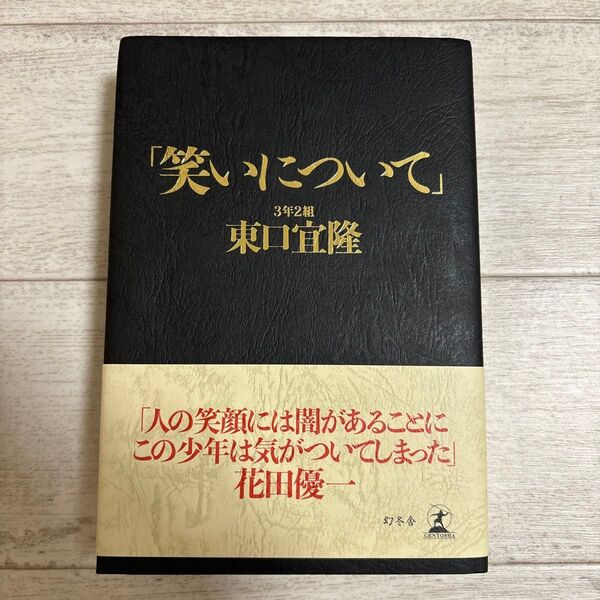 「笑いについて」
3年2組
東口宜隆
「人の笑顔には闇があることに
この少年は気がついてしまった」
花田優一
幻冬舎
GENTOSHA